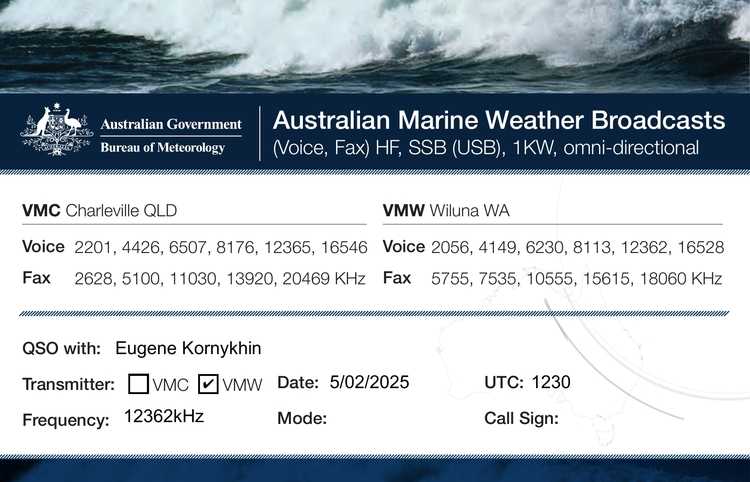 Australian Government
Bureau of Meteorology
Australian Marine Weather Broadcasts
(Voice, Fax) HF, SSB (USB), 1KW, omni-directional
VMC Charleville QLD
Voice 2201, 4426, 6507, 8176, 12365, 16546
Fax 2628, 5100, 11030, 13920, 20469 KHz
VMW Wiluna WA
Voice 2056, 4149, 6230, 8113, 12362, 16528
Fax 5755, 7535, 10555, 15615, 18060 KHz
QSO with: Eugene Kornykhin
Transmitter: ☐ VMC ☑ VMW Date: 5/02/2025 UTC: 1230
Frequency: 12362kHz Mode: Call Sign: